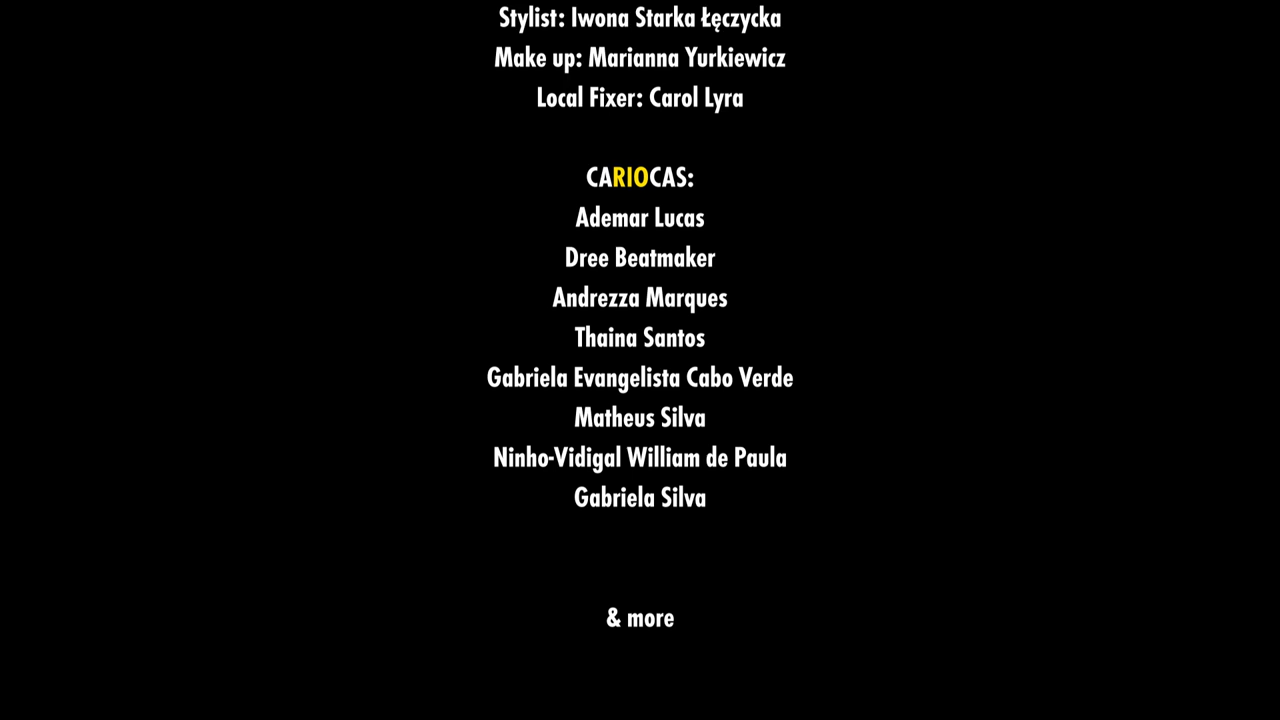 Stylist: Iwona Starka Łęczycka
Make up: Marianna Yurkiewicz
Local Fixer: Carol Lyra
CARIOCAS:
Ademar Lucas
Dree Beatmaker
Andrezza Marques
Thaina Santos
Gabriela Evangelista Cabo Verde
Matheus Silva
Ninho-Vidigal William de Paula
Gabriela Silva
& more